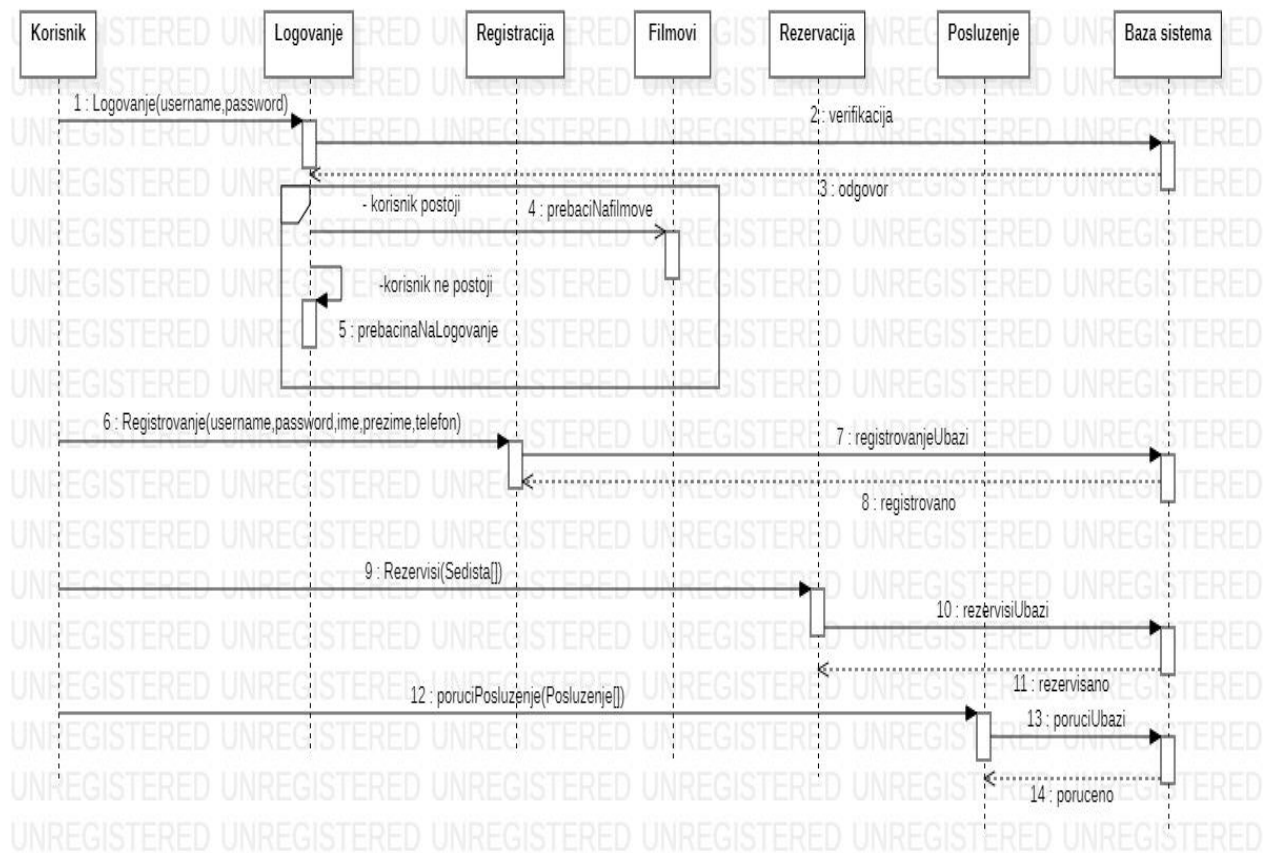 Korisnik
Logovanje
Registracija
Filmovi
Rezervacija
Posluzenje
Baza sistema
1 : Logovanje(username,password)
2 : verifikacija
3 : odgovor
- korisnik postoji
4 : prebaciNafilmove
-korisnik ne postoji
5 : prebacinaNaLogovanje
6 : Registrovanje(username,password,ime,prezime,telefon)
7 : registrovanjeUbazi
8 : registrovano
9 : Rezervisi(Sedista[])
10 : rezervisiUbazi
11 : rezervisano
12 : poruciPosluzenje(Posluzenje[])
13 : poruciUbazi
14 : poruceno
UNREGISTERED